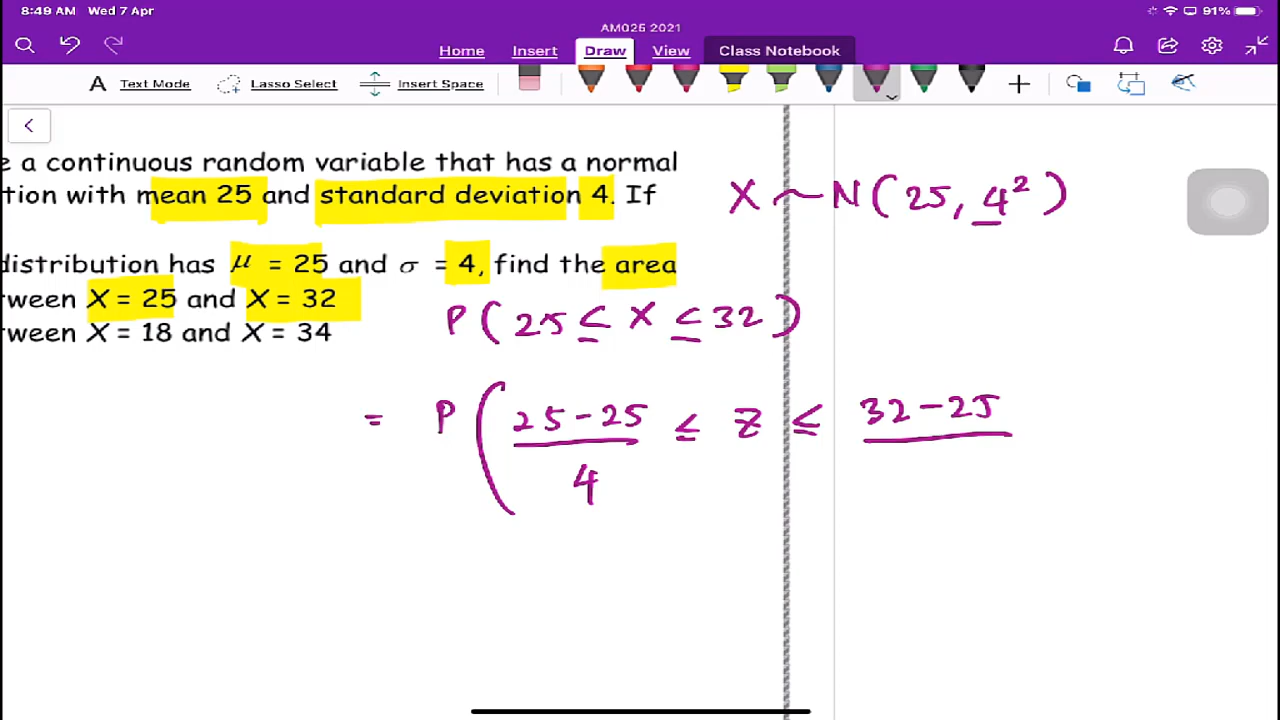 8:49 AM Wed 7 Apr
91%
AM025 2021
Home Insert Draw View Class Notebook
A Text Mode Lasso Select Insert Space
e a continuous random variable that has a normal
tion with mean 25 and standard deviation 4. If
X ~ N(25, 4²)
distribution has μ = 25 and σ = 4, find the area
tween X = 25 and X = 32
P(25 ≤ X ≤ 32)
tween X = 18 and X = 34
= P( 25-25 ≤ Z ≤ 32-25
4